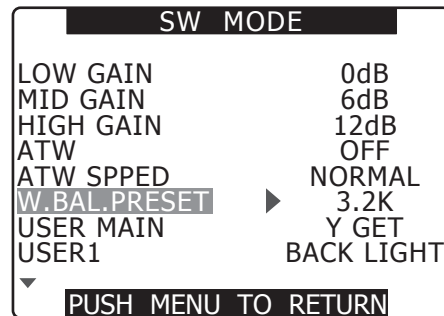 SW MODE
LOW GAIN 0dB
MID GAIN 6dB
HIGH GAIN 12dB
ATW OFF
ATW SPPED NORMAL
W.BAL.PRESET 3.2K
USER MAIN Y GET
USER1 BACK LIGHT
PUSH MENU TO RETURN